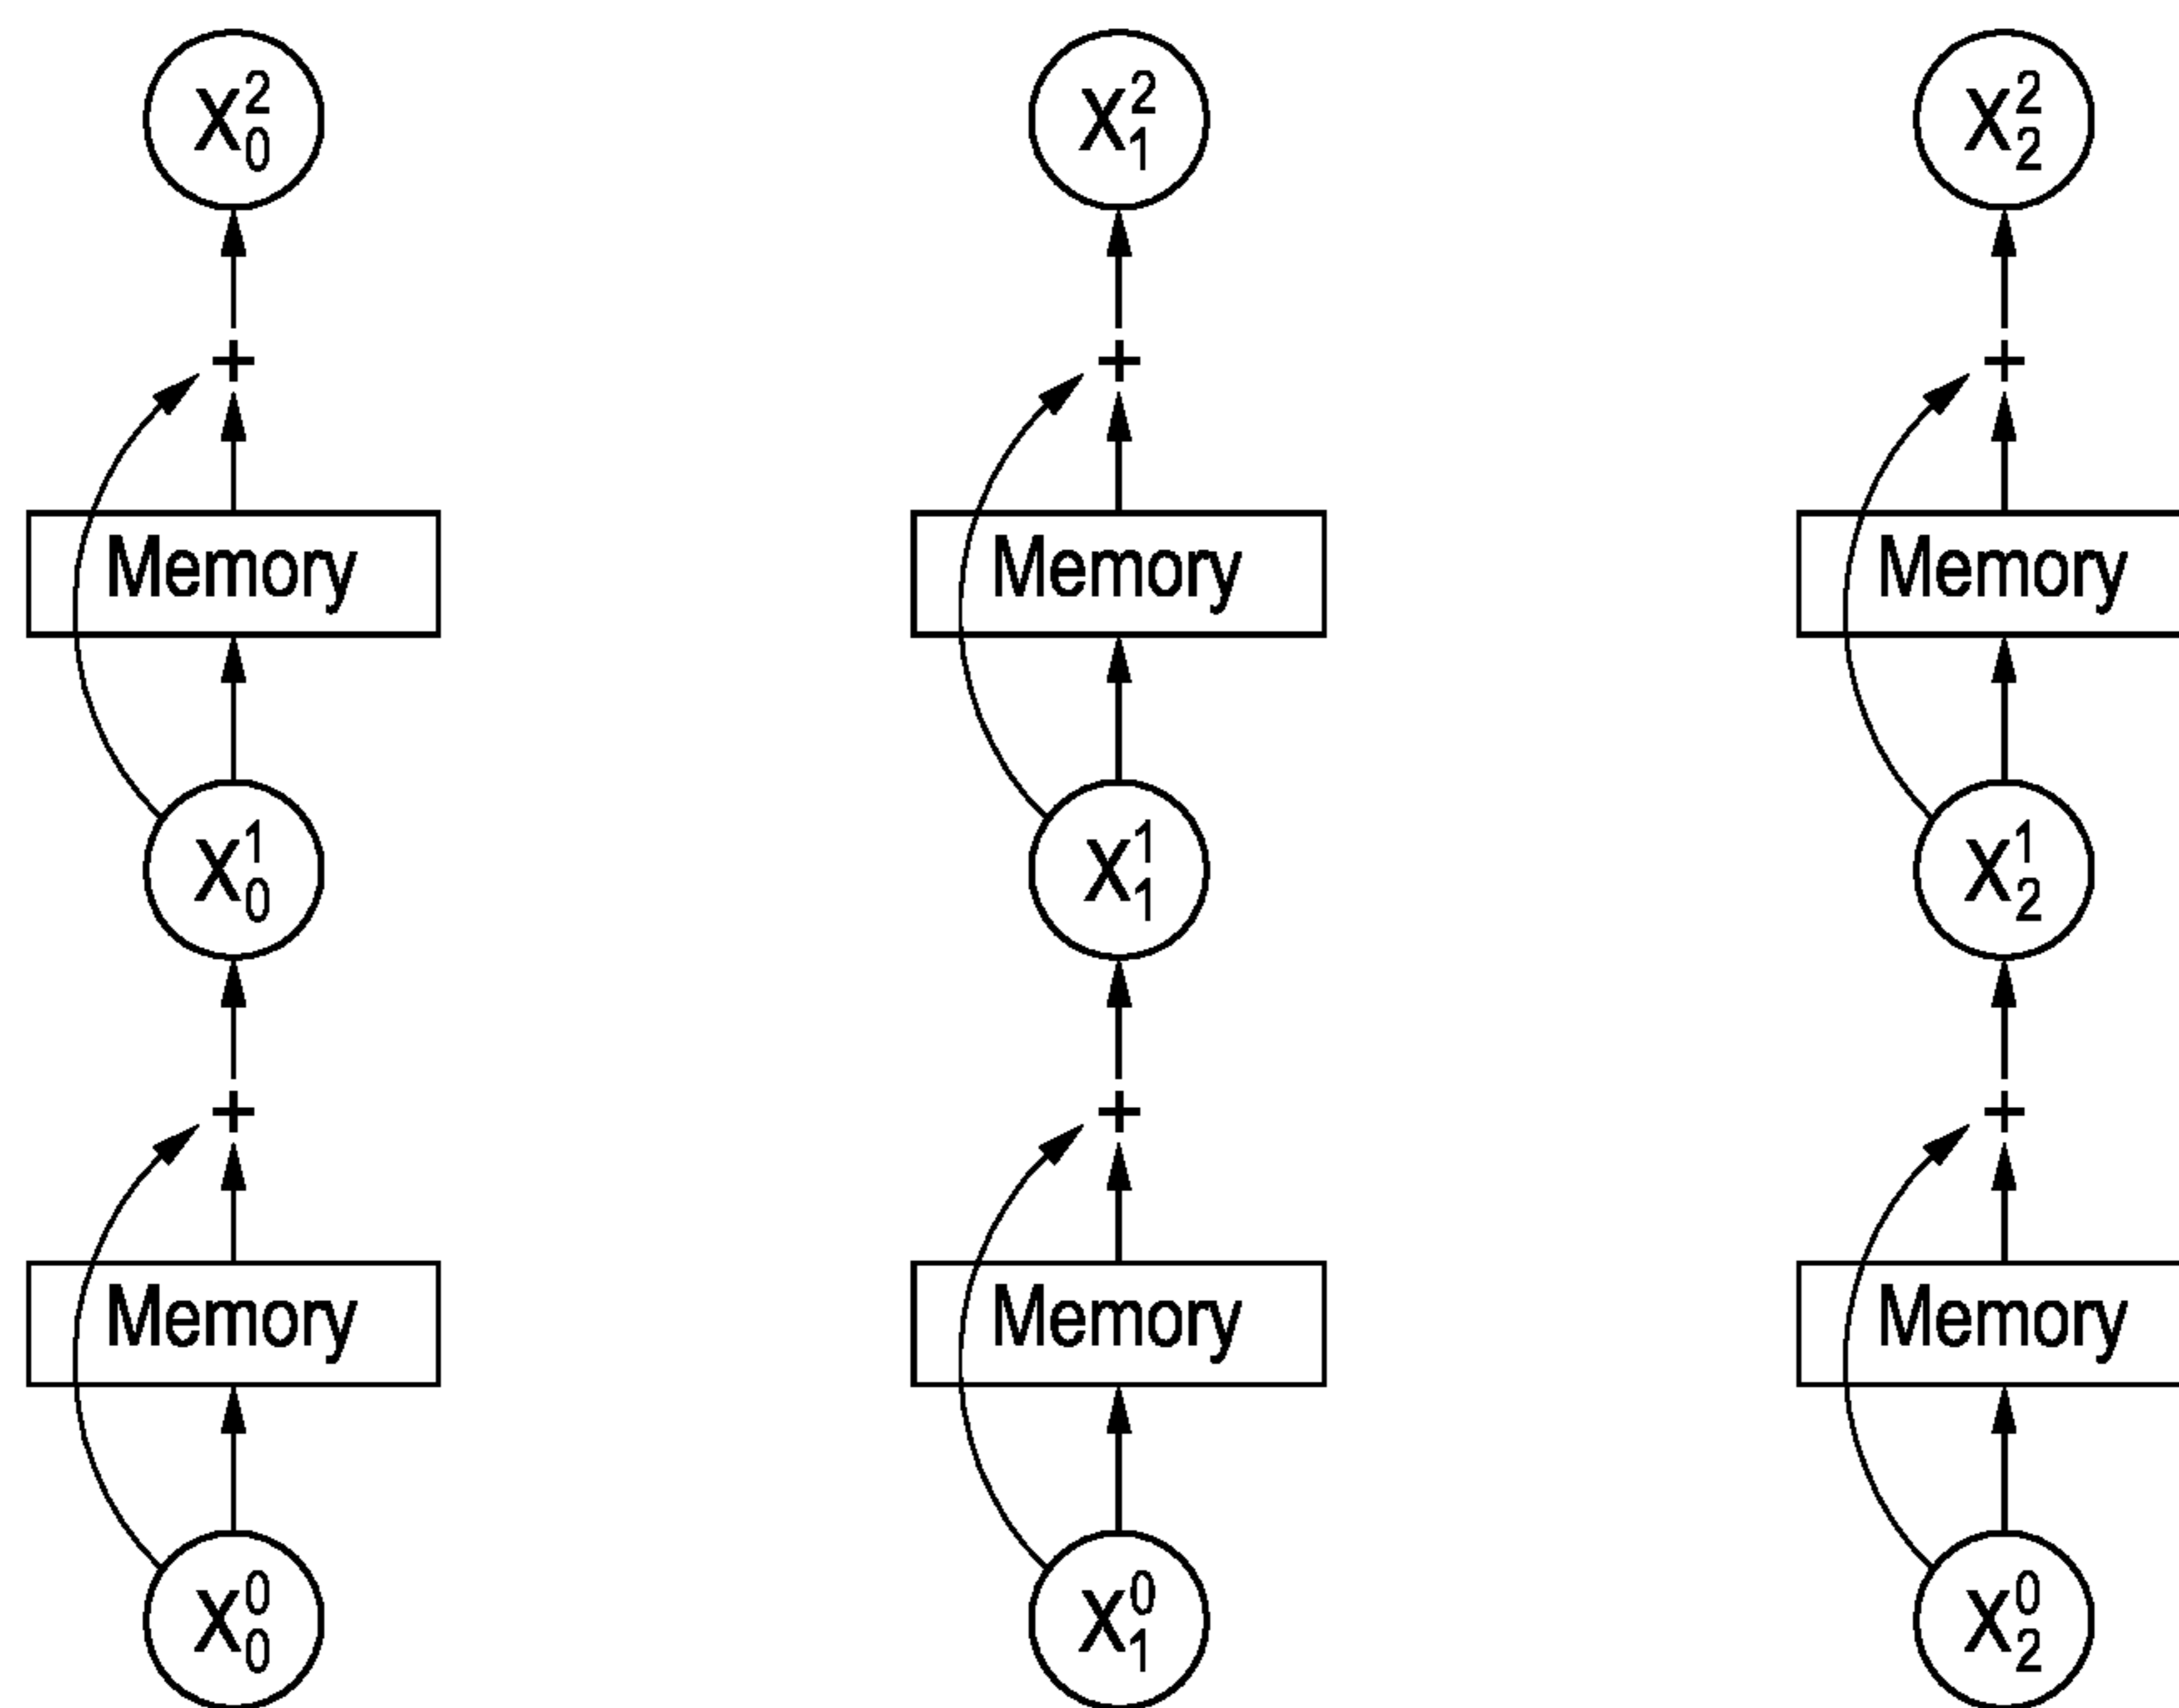 X₀² X₁² X₂²
+ + +
Memory Memory Memory
X₀¹ X₁¹ X₂¹
+ + +
Memory Memory Memory
X₀⁰ X₁⁰ X₂⁰